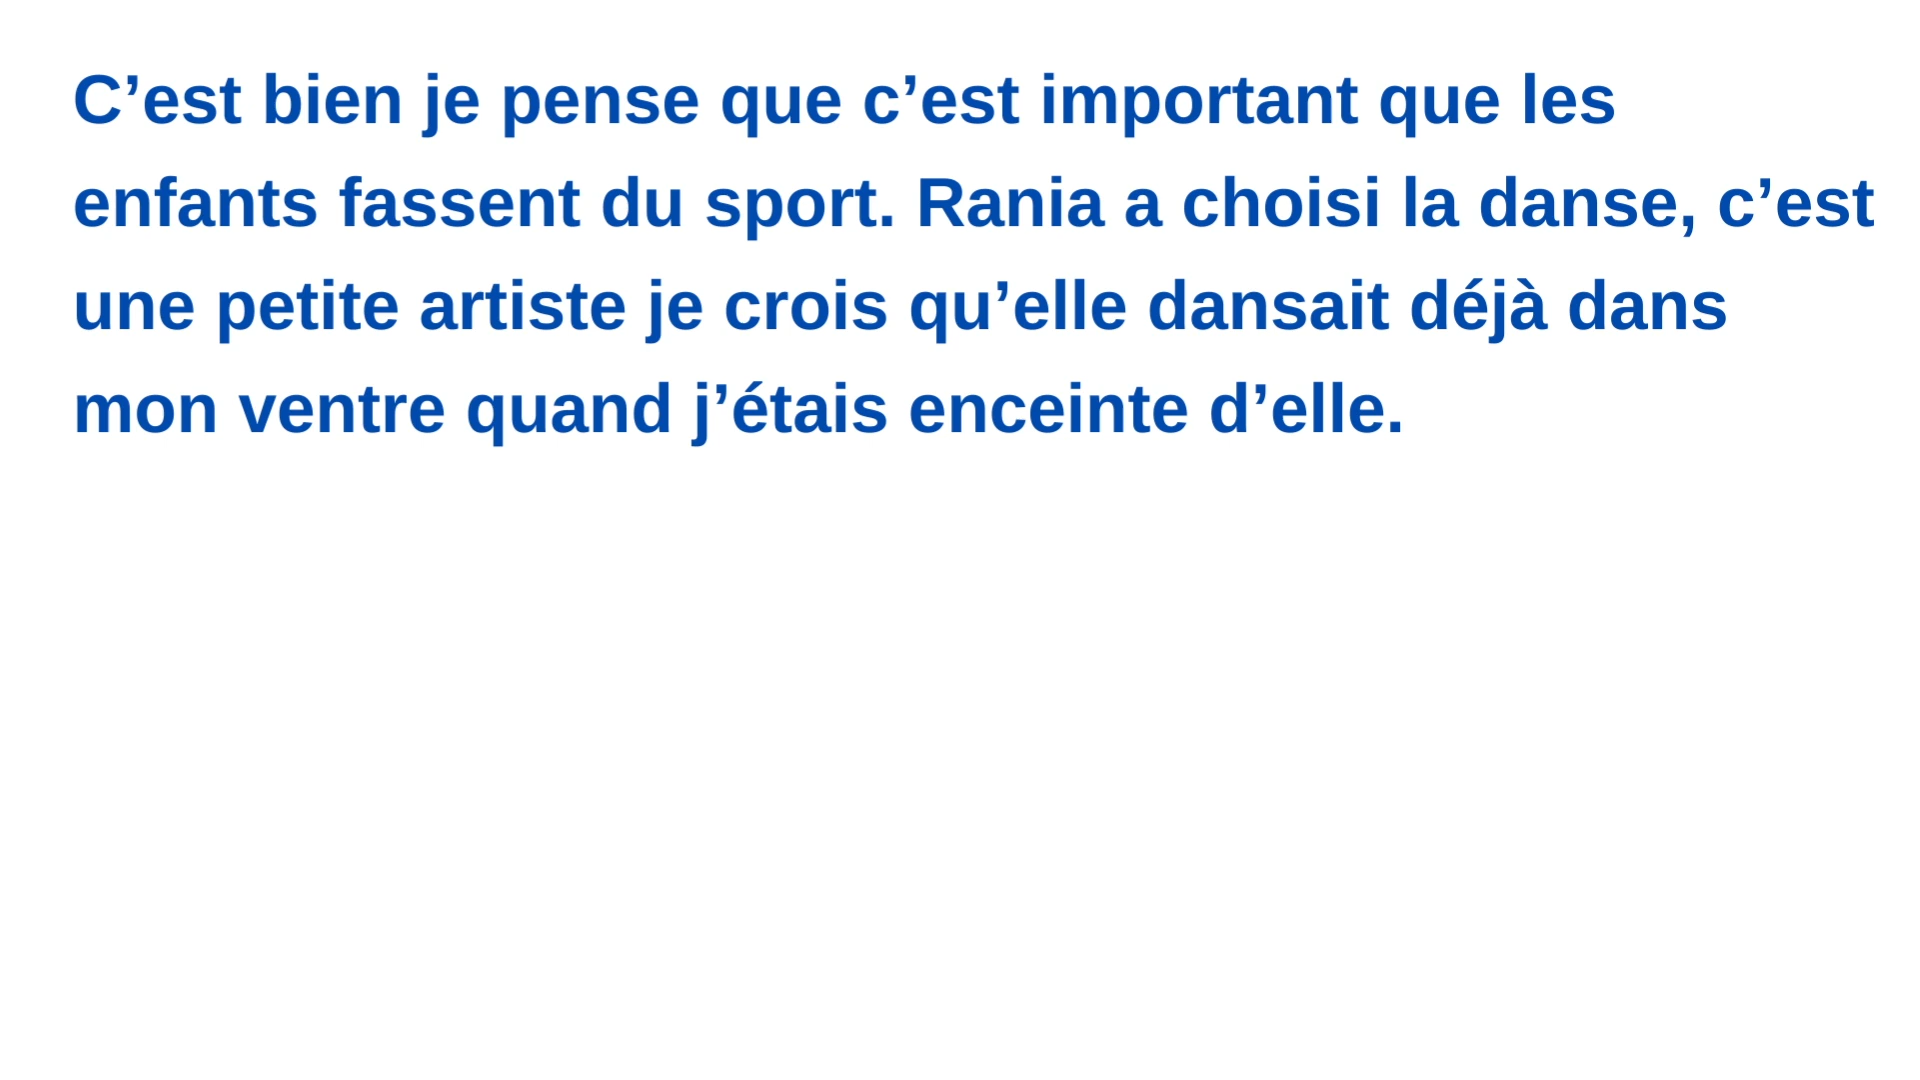 C’est bien je pense que c’est important que les
enfants fassent du sport. Rania a choisi la danse, c’est
une petite artiste je crois qu’elle dansait déjà dans
mon ventre quand j’étais enceinte d’elle.